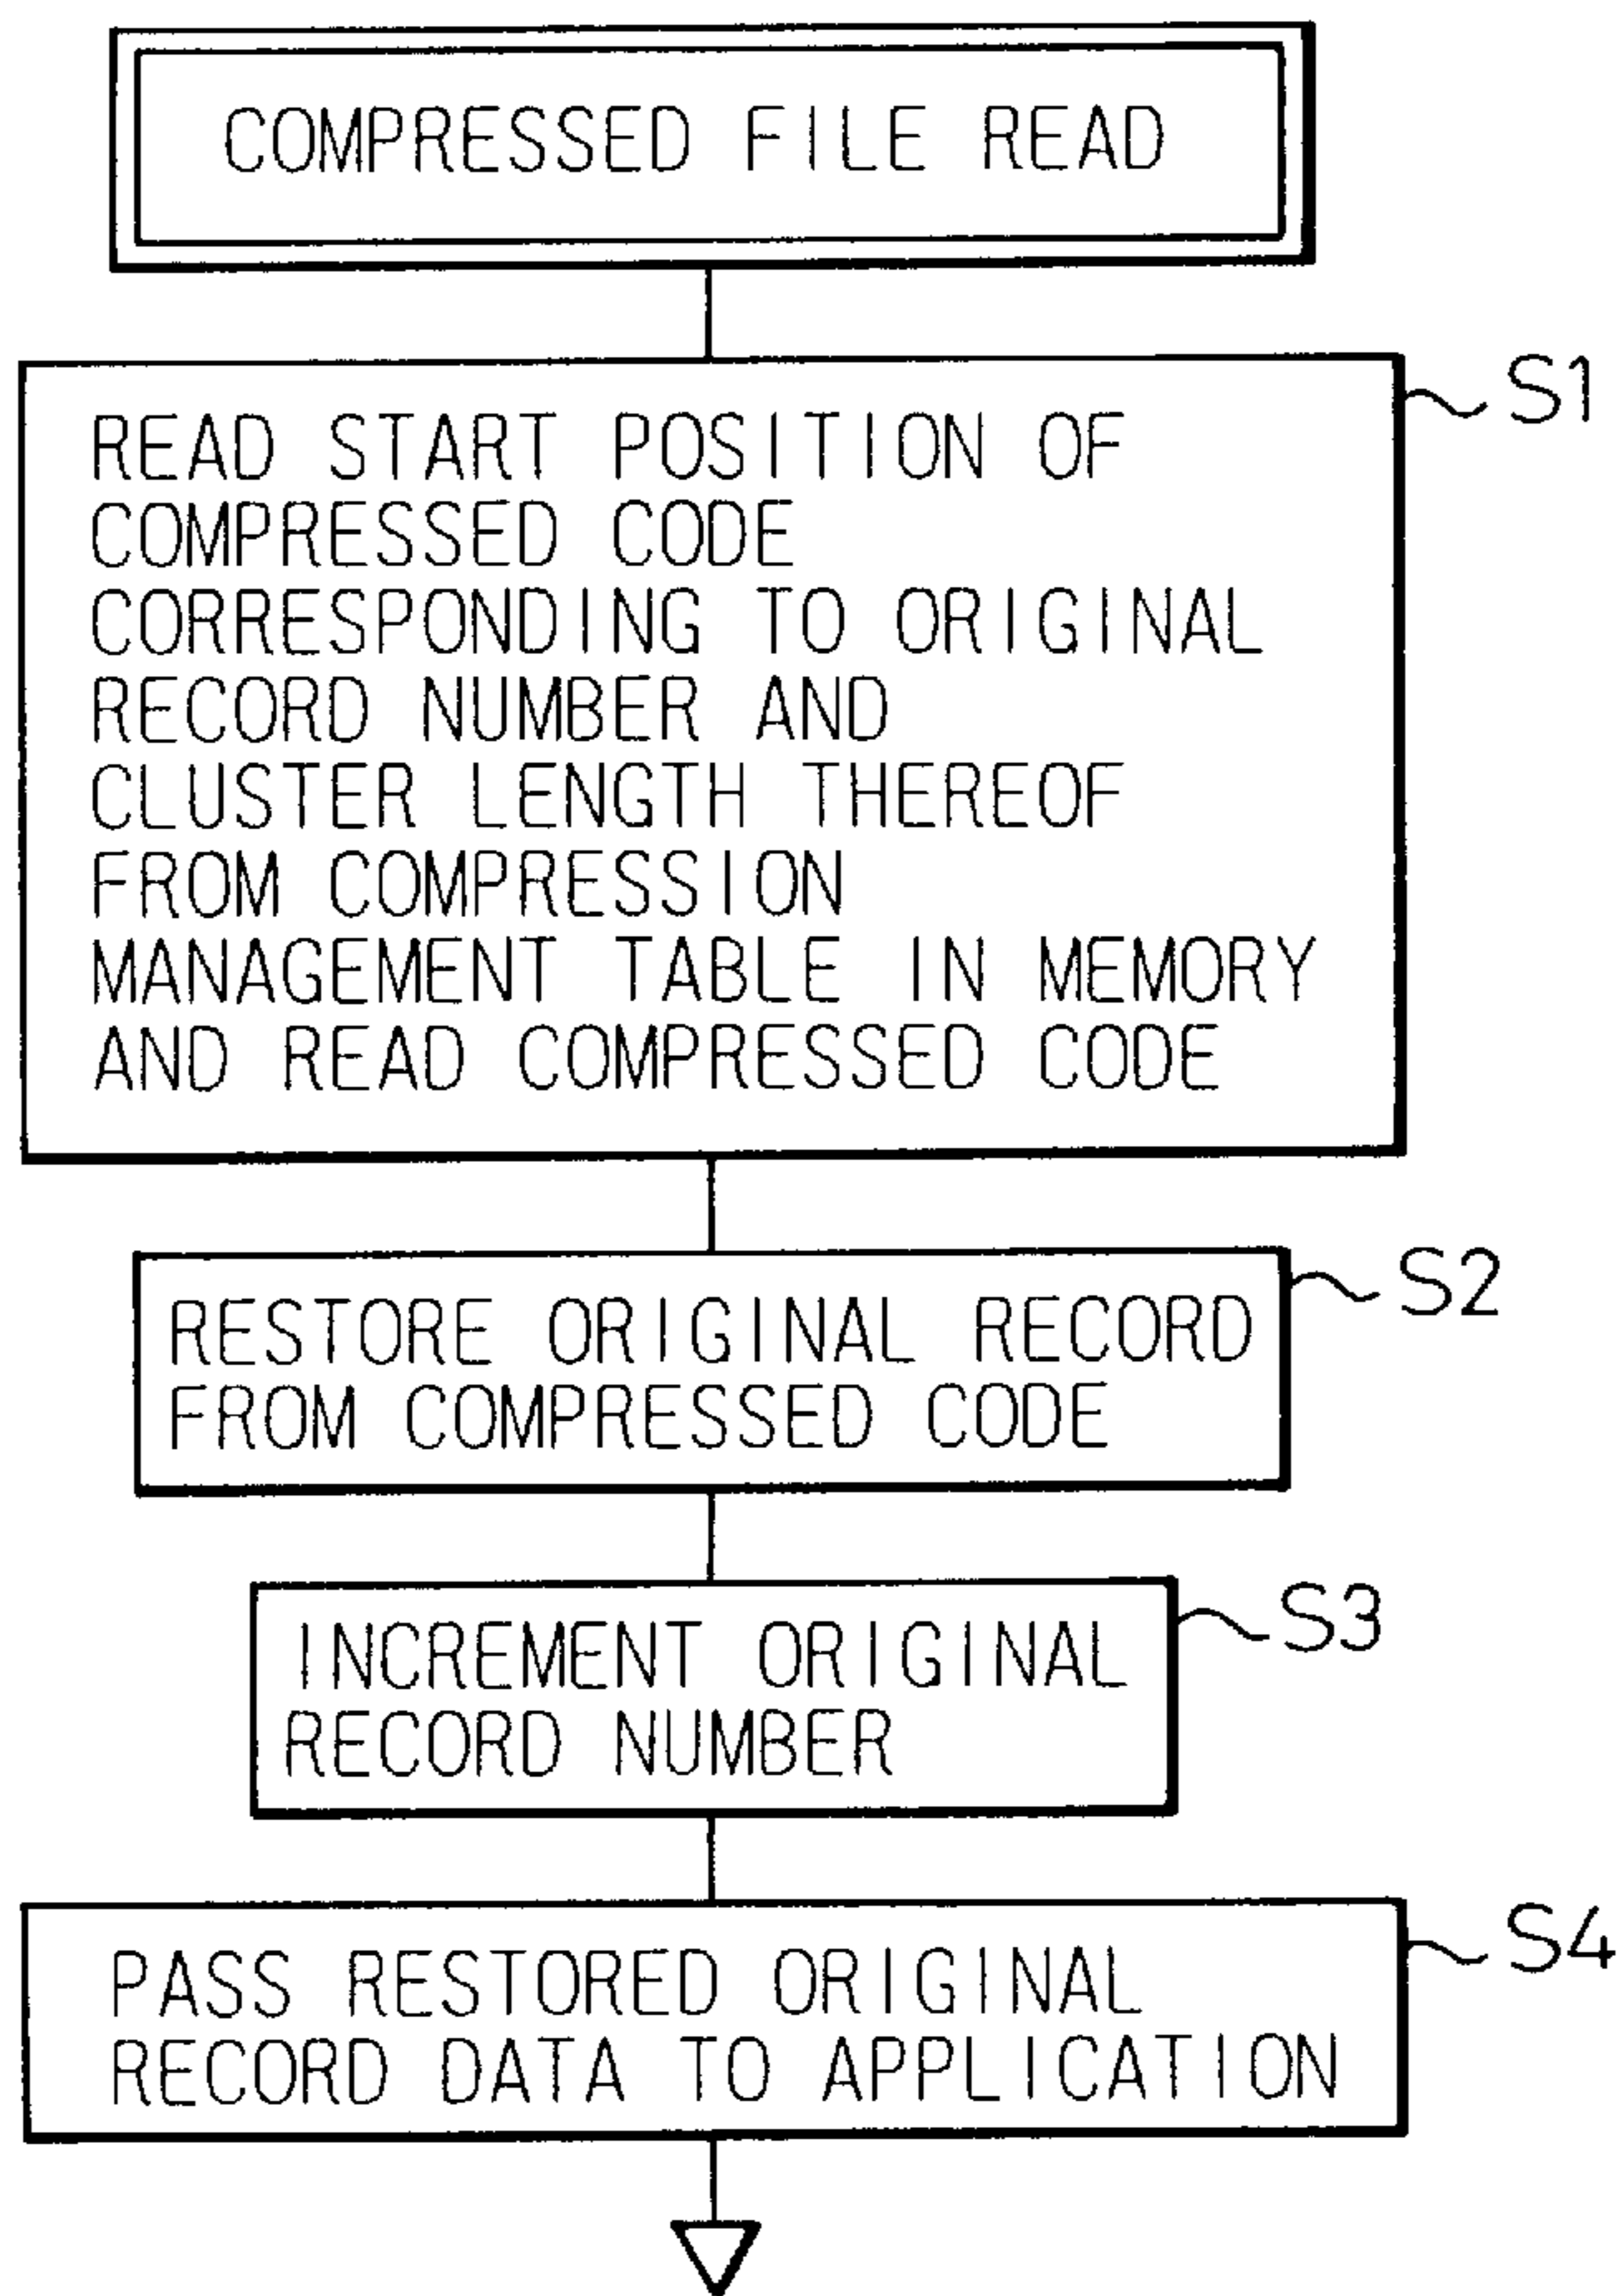 COMPRESSED FILE READ
S1
READ START POSITION OF
COMPRESSED CODE
CORRESPONDING TO ORIGINAL
RECORD NUMBER AND
CLUSTER LENGTH THEREOF
FROM COMPRESSION
MANAGEMENT TABLE IN MEMORY
AND READ COMPRESSED CODE
S2
RESTORE ORIGINAL RECORD
FROM COMPRESSED CODE
S3
INCREMENT ORIGINAL
RECORD NUMBER
S4
PASS RESTORED ORIGINAL
RECORD DATA TO APPLICATION